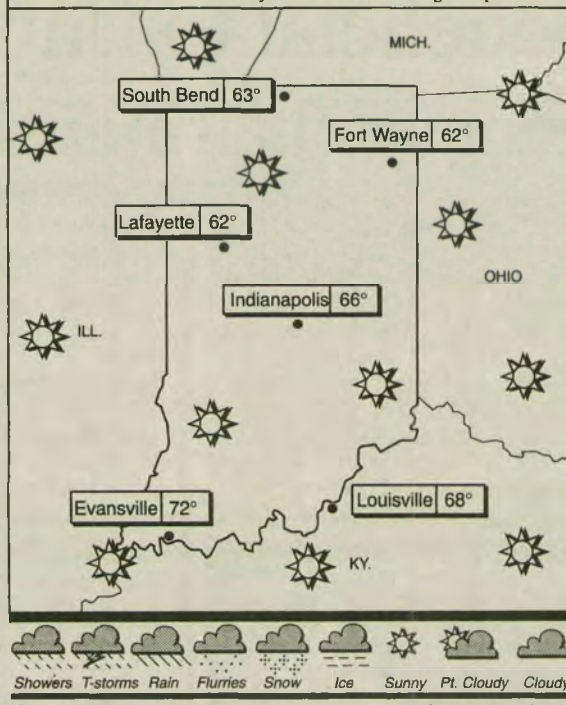 MICH.
South Bend 63°
Fort Wayne 62°
Lafayette 62°
OHIO
Indianapolis 66°
ILL.
Evansville 72°
Louisville 68°
KY.
Showers T-storms Rain Flurries Snow Ice Sunny Pt. Cloudy Cloudy